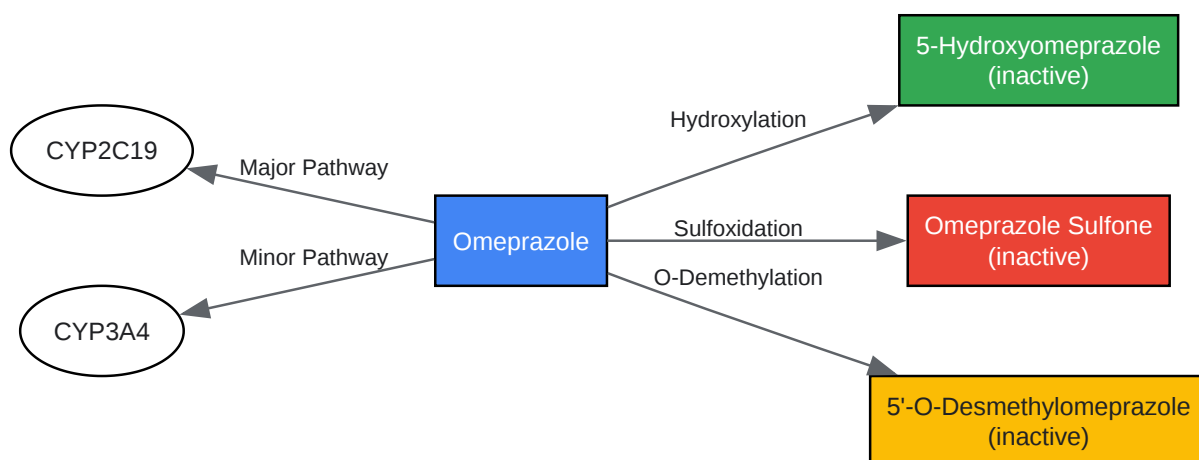 5-Hydroxyomeprazole
(inactive)
Hydroxylation
CYP2C19
Major Pathway
Omeprazole
Sulfoxidation
Omeprazole Sulfone
(inactive)
Minor Pathway
O-Demethylation
CYP3A4
5'-O-Desmethylomeprazole
(inactive)